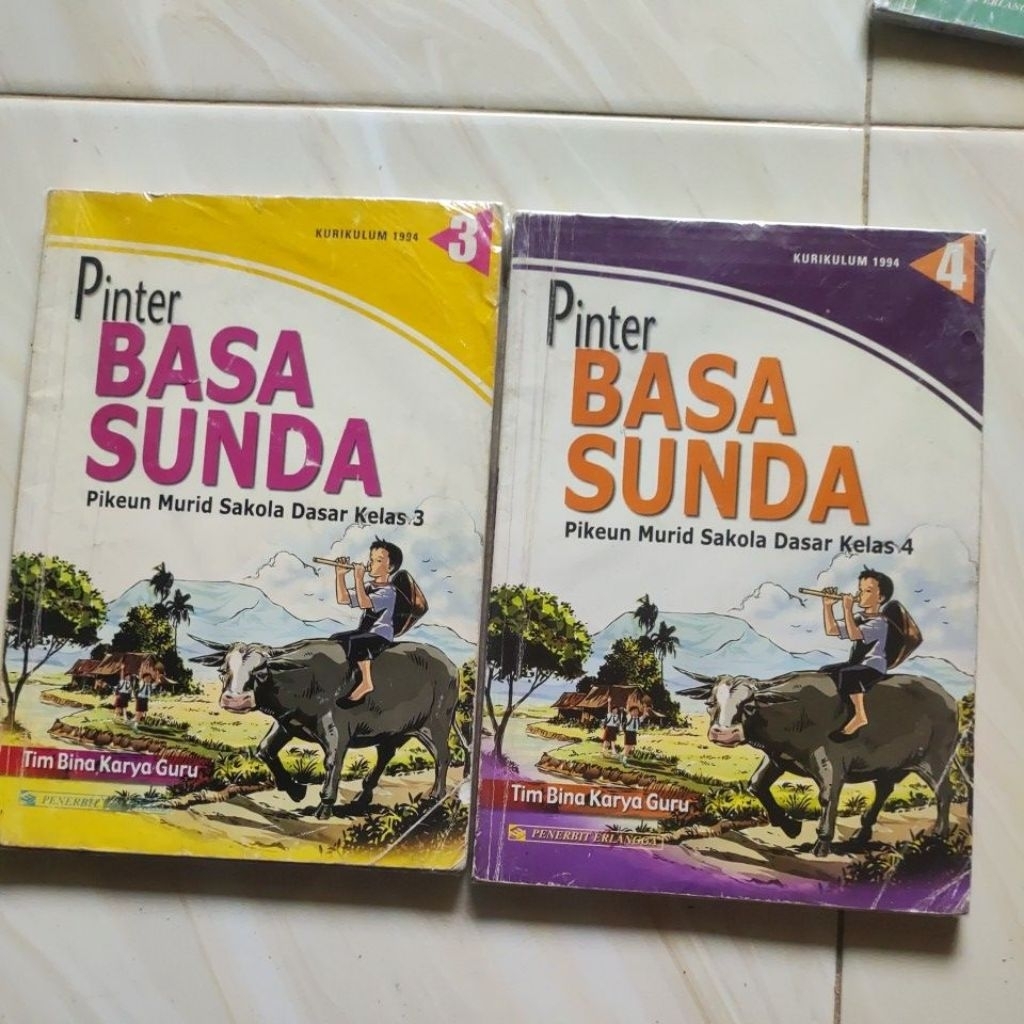 KURIKULUM 1994
3
Pinter
BASA
SUNDA
Pikeun Murid Sakola Dasar Kelas 3
Tim Bina Karya Guru
PENERBIT
KURIKULUM 1994
4
Pinter
BASA
SUNDA
Pikeun Murid Sakola Dasar Kelas 4
Tim Bina Karya Guru
PENERBIT ERLANGGA